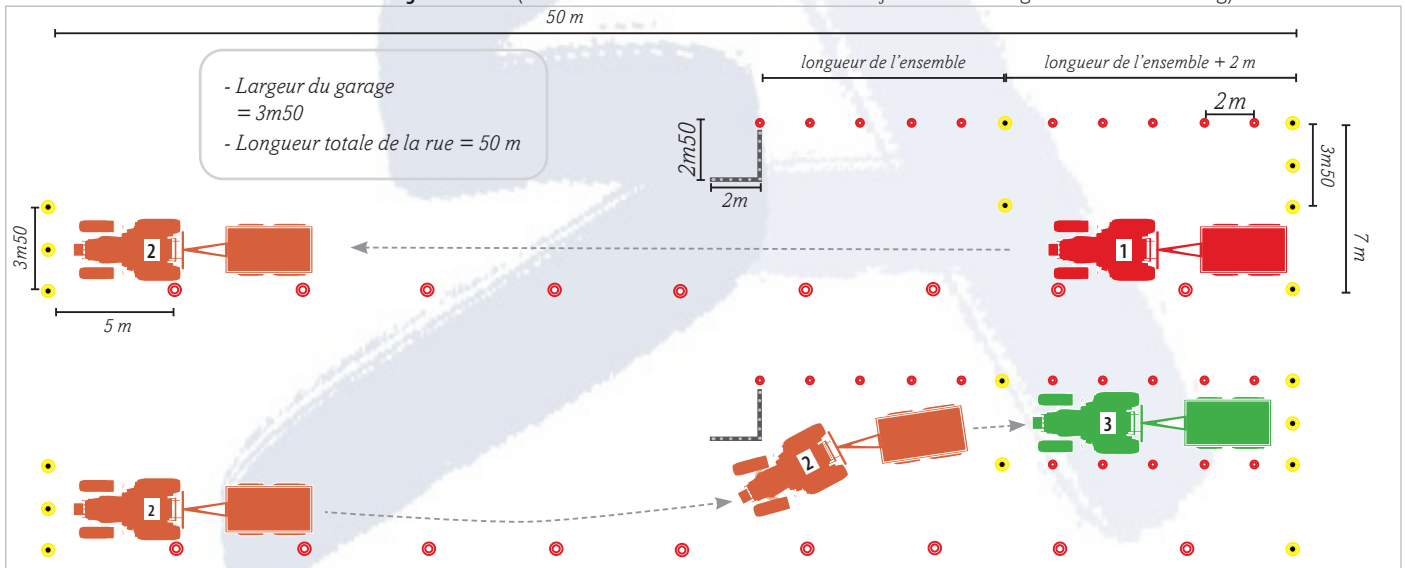 50 m
- Largeur du garage
= 3m50
- Longueur totale de la rue = 50 m
longueur de l'ensemble
longueur de l'ensemble + 2 m
2m
2m50
2m
3m50
7 m
3m50
2
1
5 m
2
2
3